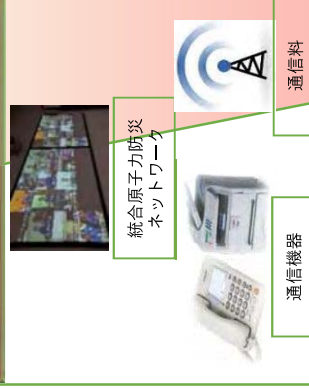 統合原子力防災
ネットワーク
通信料
通信機器